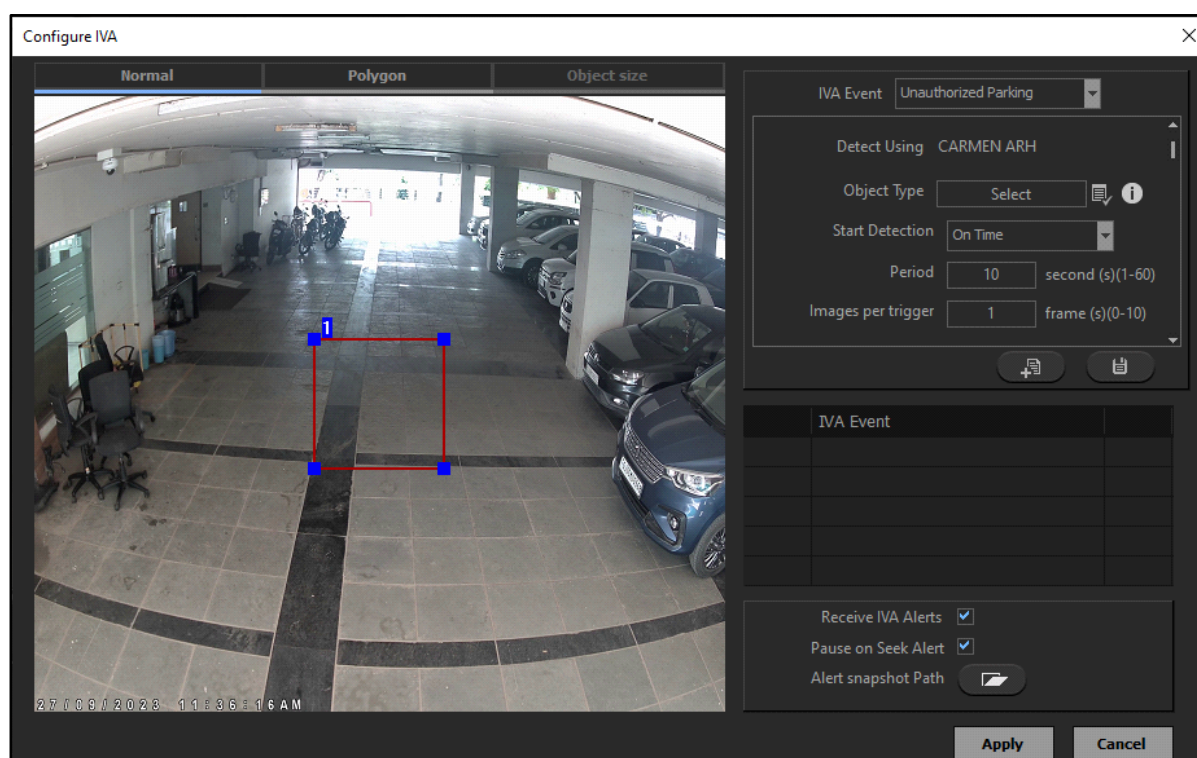 Configure IVA
Normal Polygon Object size
1
27/09/2023 11:36:16AM
IVA Event Unauthorized Parking
Detect Using CARMEN ARH
Object Type Select
Start Detection On Time
Period 10 second (s)(1-60)
Images per trigger 1 frame (s)(0-10)
IVA Event
Receive IVA Alerts
Pause on Seek Alert
Alert snapshot Path
Apply Cancel